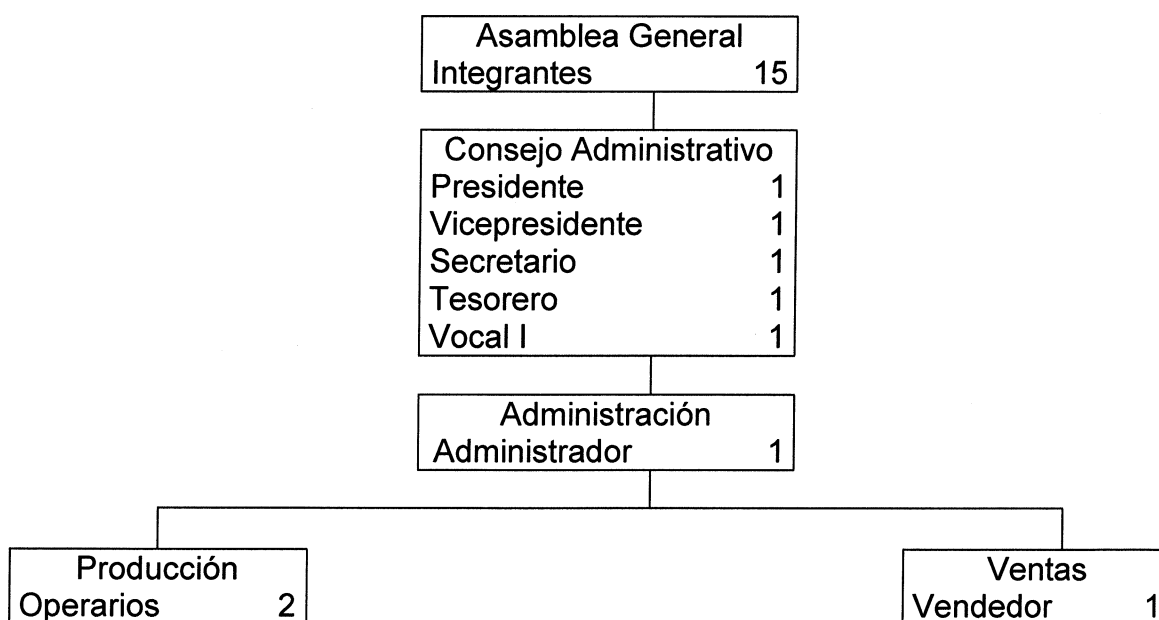 Asamblea General
Integrantes 15
Consejo Administrativo
Presidente 1
Vicepresidente 1
Secretario 1
Tesorero 1
Vocal I 1
Administración
Administrador 1
Producción
Operarios 2
Ventas
Vendedor 1